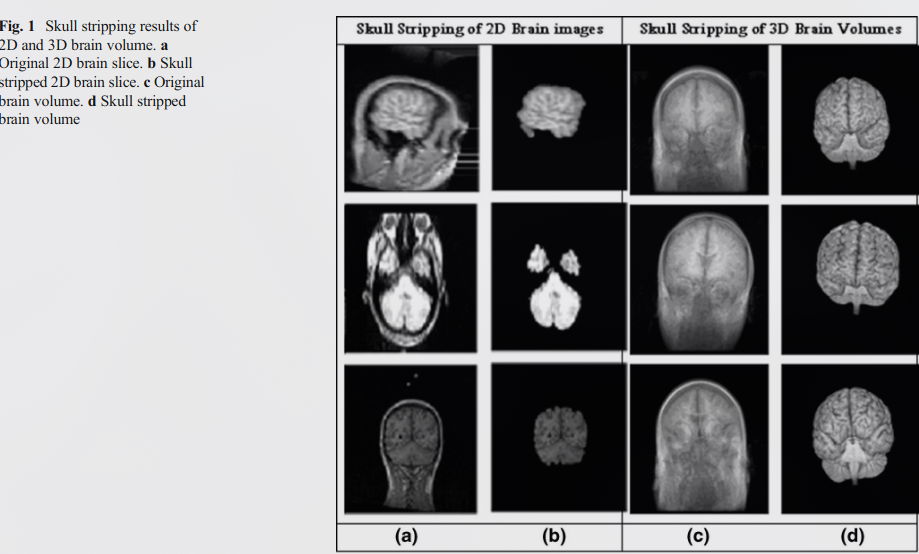 Fig. 1 Skull stripping results of
2D and 3D brain volume. a
Original 2D brain slice. b Skull
stripped 2D brain slice. c Original
brain volume. d Skull stripped
brain volume
Skull Stripping of 2D Brain images
Skull Stripping of 3D Brain Volumes
(a)
(b)
(c)
(d)